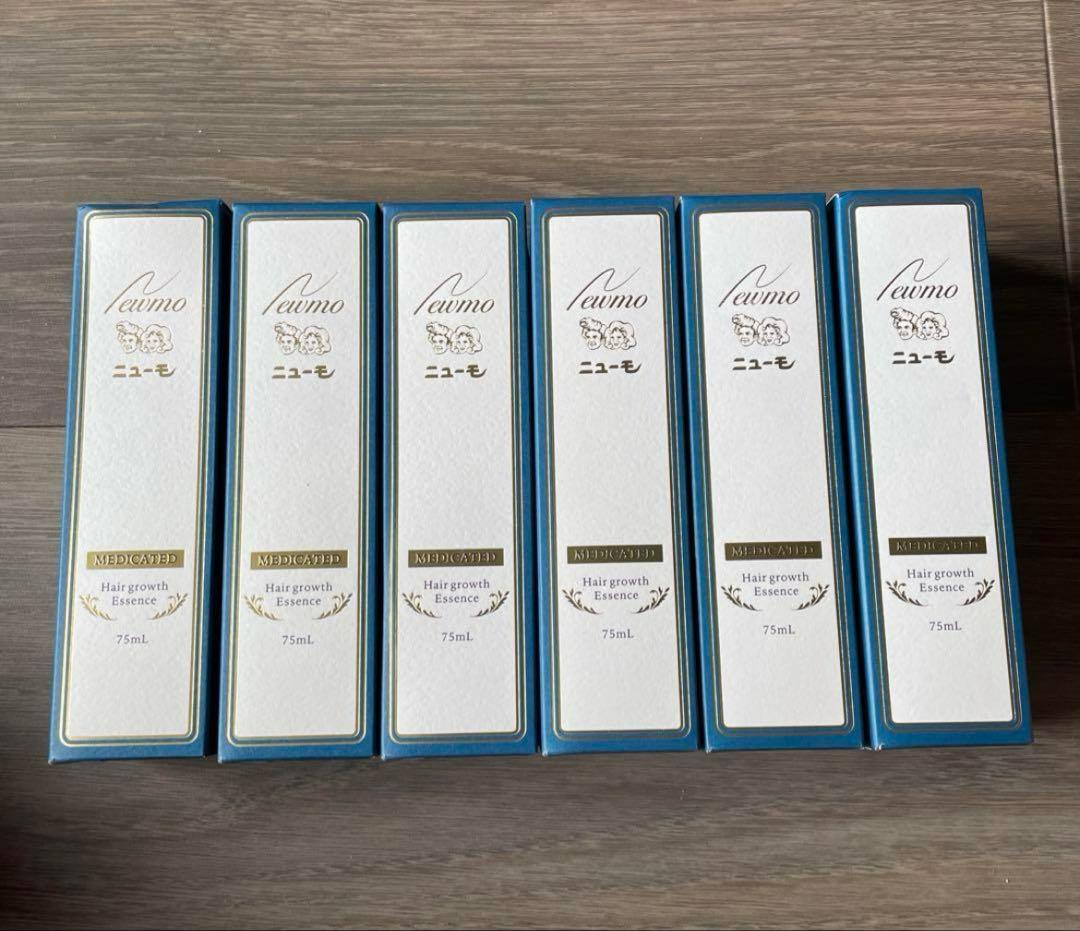 Newmo
ニューモ
MEDICATED
Hair growth
Essence
75mL
Newmo
ニューモ
MEDICATED
Hair growth
Essence
75mL
Newmo
ニューモ
MEDICATED
Hair growth
Essence
75mL
Newmo
ニューモ
MEDICATED
Hair growth
Essence
75mL
Newmo
ニューモ
MEDICATED
Hair growth
Essence
75mL
Newmo
ニューモ
MEDICATED
Hair growth
Essence
75mL